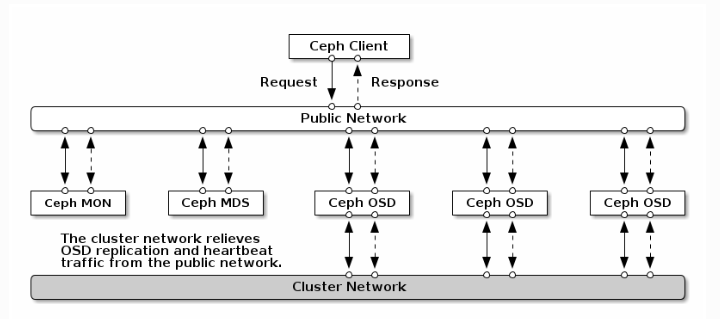 Ceph Client
Request
Response
Public Network
Ceph MON
Ceph MDS
Ceph OSD
Ceph OSD
Ceph OSD
The cluster network relieves
OSD replication and heartbeat
traffic from the public network.
Cluster Network